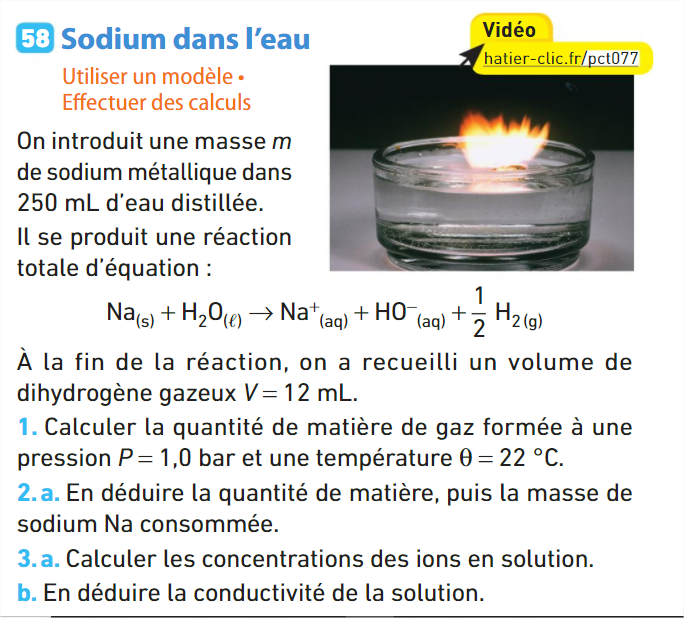 58 Sodium dans l'eau
Vidéo
hatier-clic.fr/pct077
Utiliser un modèle •
Effectuer des calculs
On introduit une masse m
de sodium métallique dans
250 mL d'eau distillée.
Il se produit une réaction
totale d'équation :
Na(s) + H₂O(ℓ) → Na⁺(aq) + HO⁻(aq) + 1/2 H₂(g)
À la fin de la réaction, on a recueilli un volume de
dihydrogène gazeux V = 12 mL.
1. Calculer la quantité de matière de gaz formée à une
pression P = 1,0 bar et une température θ = 22 °C.
2. a. En déduire la quantité de matière, puis la masse de
sodium Na consommée.
3. a. Calculer les concentrations des ions en solution.
b. En déduire la conductivité de la solution.